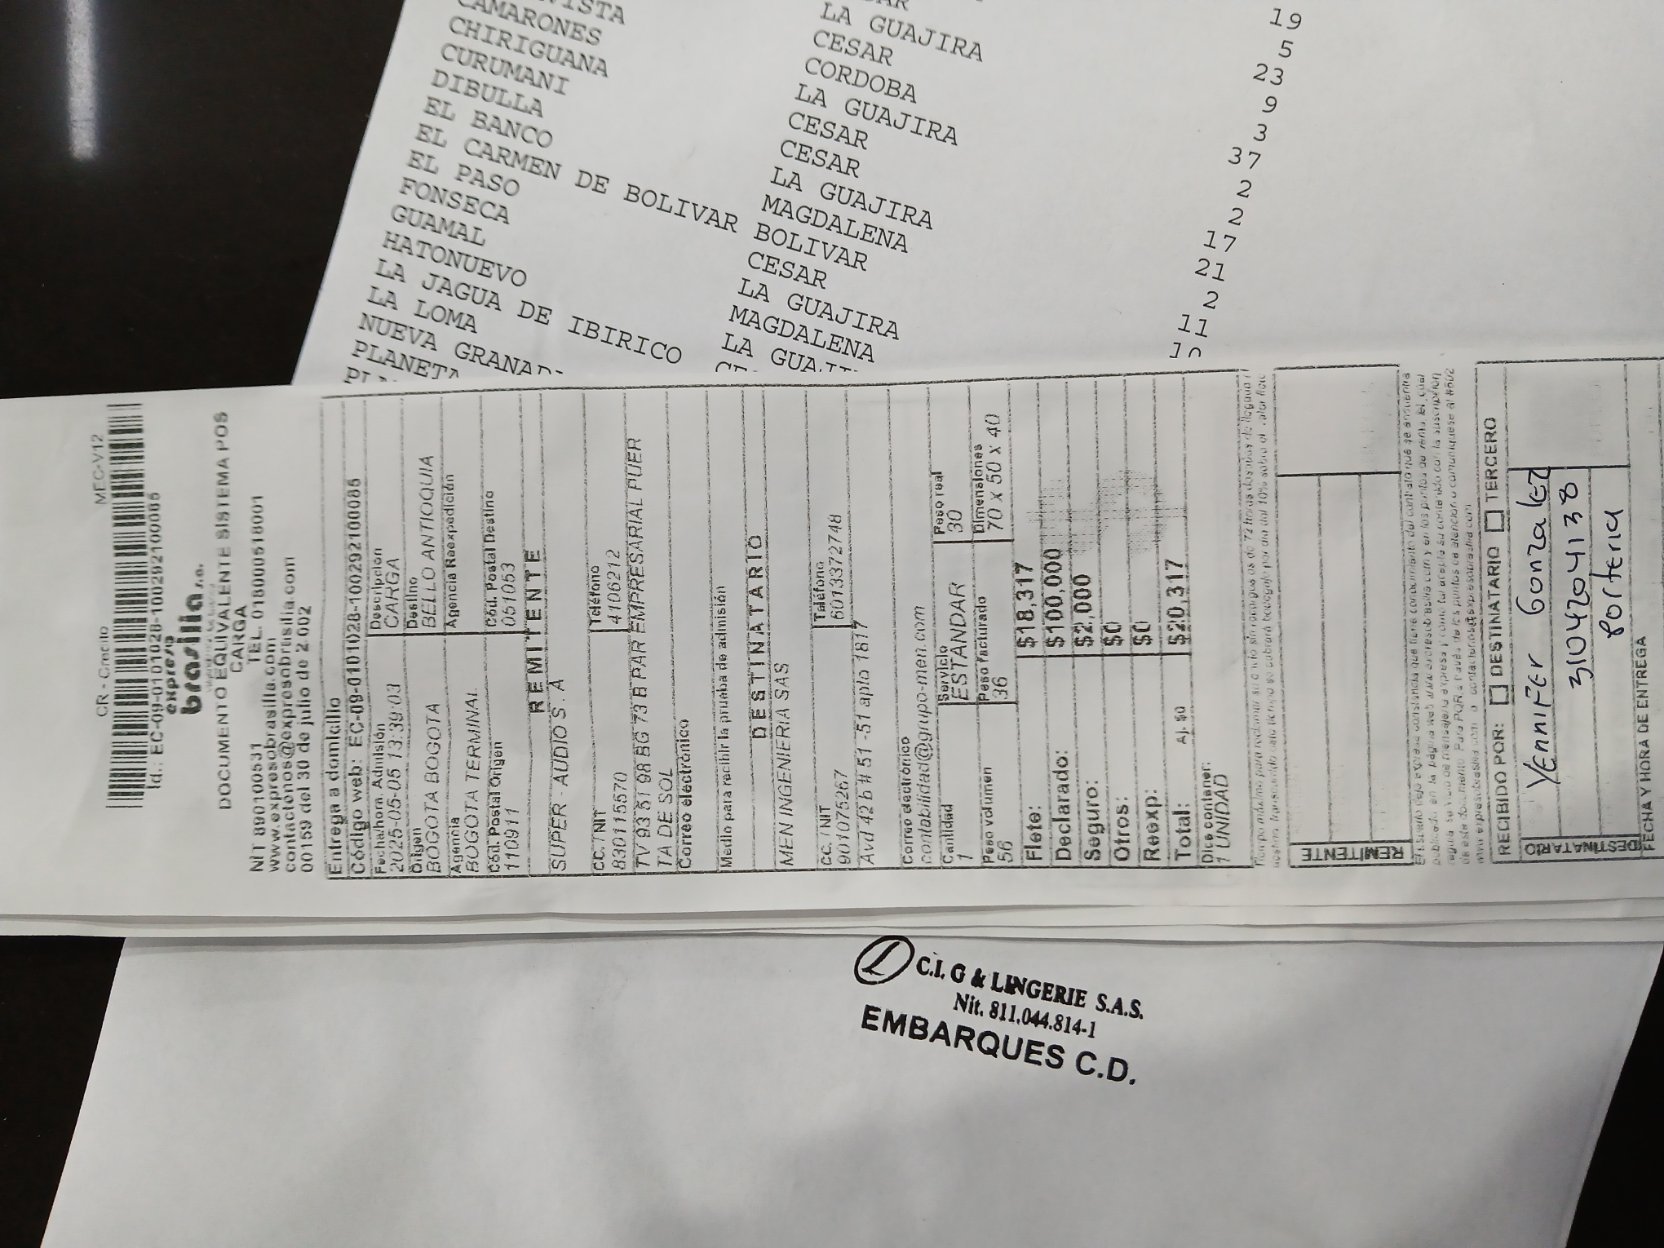 LA GUAJIRA 19
CAMARONES CESAR 5
CHIRIGUANA CORDOBA 23
CURUMANI LA GUAJIRA 9
DIBULLA CESAR 3
EL BANCO CESAR 37
EL CARMEN DE BOLIVAR LA GUAJIRA 2
EL PASO MAGDALENA 2
FONSECA BOLIVAR 17
GUAMAL CESAR 21
HATONUEVO LA GUAJIRA 2
LA JAGUA DE IBIRICO MAGDALENA 11
LA LOMA
CR - Credito MEC-V12
Id.: EC-09-0101028-1002921000085
expreso
brasilia s.a.
DOCUMENTO EQUIVALENTE SISTEMA POS
CARGA
NIT 890100531 TEL. 018000518001
www.expresobrasilia.com
contactenos@expresobrasilia.com
00159 del 30 de julio de 2002
Entrega a domicilio
Código web: EC-09-0101028-1002921000085
Fecha/hora Admisión Descripción
2025-05-05 13:39:03 CARGA
Origen Destino
BOGOTA BOGOTA BELLO ANTIOQUIA
Agencia Agencia Reexpedición
BOGOTA TERMINAL
Cód. Postal Origen Cód. Postal Destino
110911 051053
REMITENTE
SUPER - AUDIO S. A
CC. / NIT Teléfono
830115570 4106212
TV 93 51 98 BG 73 B PAR EMPRESARIAL PUER
TA DE SOL
Correo electrónico
Medio para recibir la prueba de admisión
DESTINATARIO
MEN INGENIERIA SAS
CC. / NIT Teléfono
901075267 6013372748
Avd 42b # 51 -51 apto 1817
Correo electrónico
contabilidad@grupo-men.com
Cantidad Servicio Peso real
1 ESTANDAR 30
Peso volumen Peso facturado Dimensiones
56 36 70 x 50 x 40
Flete: $18,317
Declarado: $100,000
Seguro: $2,000
Otros: $0
Reexp: $0
Total: Aj. $0 $20,317
Dice contener:
1 UNIDAD
REMITENTE
RECIBIDO POR: DESTINATARIO TERCERO
DESTINATARIO
Yennifer Gonzalez
3104204138
Porteria
FECHA Y HORA DE ENTREGA
C.I. G & LINGERIE S.A.S.
Nit. 811.044.814-1
EMBARQUES C.D.